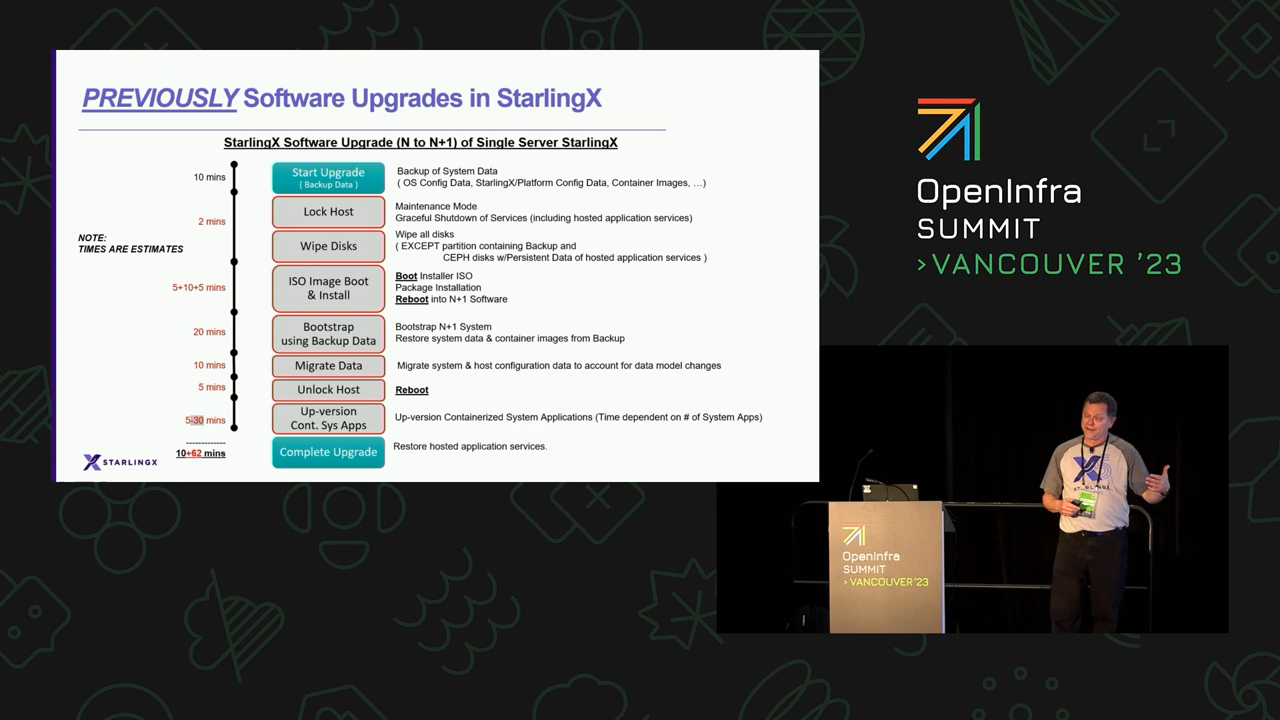 PREVIOUSLY Software Upgrades in StarlingX
StarlingX Software Upgrade (N to N+1) of Single Server StarlingX
10 mins
Start Upgrade
( Backup Data )
Backup of System Data
( OS Config Data, StarlingX/Platform Config Data, Container Images, …)
2 mins
Lock Host
Maintenance Mode
Graceful Shutdown of Services (including hosted application services)
NOTE:
TIMES ARE ESTIMATES
Wipe Disks
Wipe all disks
( EXCEPT partition containing Backup and
CEPH disks w/Persistent Data of hosted application services )
5+10+5 mins
ISO Image Boot
& Install
Boot Installer ISO
Package Installation
Reboot into N+1 Software
20 mins
Bootstrap
using Backup Data
Bootstrap N+1 System
Restore system data & container images from Backup
10 mins
Migrate Data
Migrate system & host configuration data to account for data model changes
5 mins
Unlock Host
Reboot
5-30 mins
Up-version
Cont. Sys Apps
Up-version Containerized System Applications (Time dependent on # of System Apps)
-------------
10+62 mins
Complete Upgrade
Restore hosted application services.
STARLINGX
OpenInfra
SUMMIT
>VANCOUVER '23
OpenInfra
SUMMIT
> VANCOUVER '23